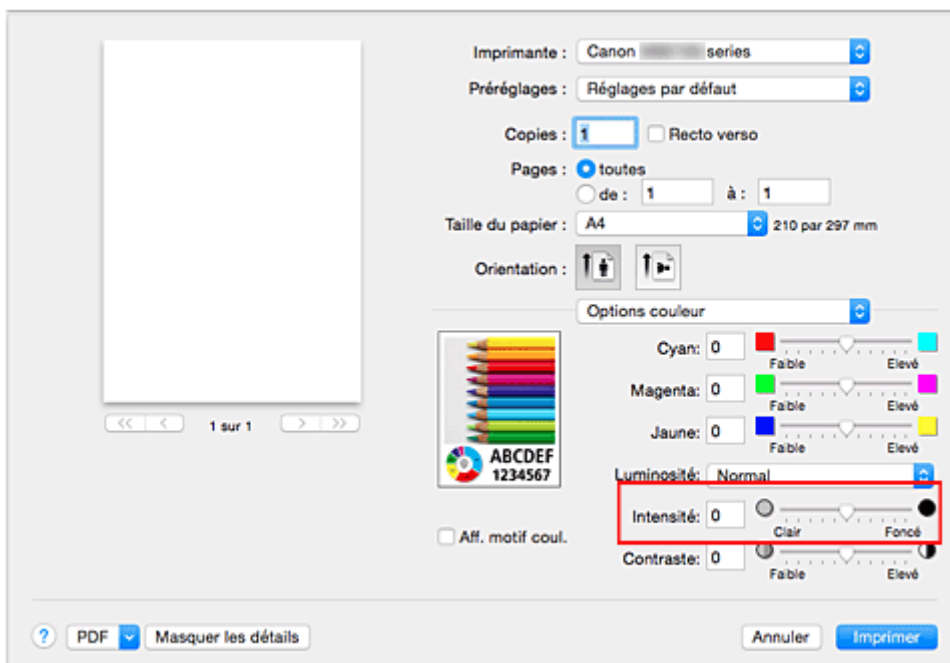 Imprimante : Canon series
Préréglages : Réglages par défaut
Copies : 1 Recto verso
Pages : toutes
de : 1 à : 1
Taille du papier : A4 210 par 297 mm
Orientation :
Options couleur
Cyan: 0
Faible Elevé
Magenta: 0
Faible Elevé
Jaune: 0
Faible Elevé
ABCDEF
1234567
Luminosité: Normal
Intensité: 0
Clair Foncé
Aff. motif coul.
Contraste: 0
Faible Elevé
1 sur 1
? PDF Masquer les détails Annuler Imprimer